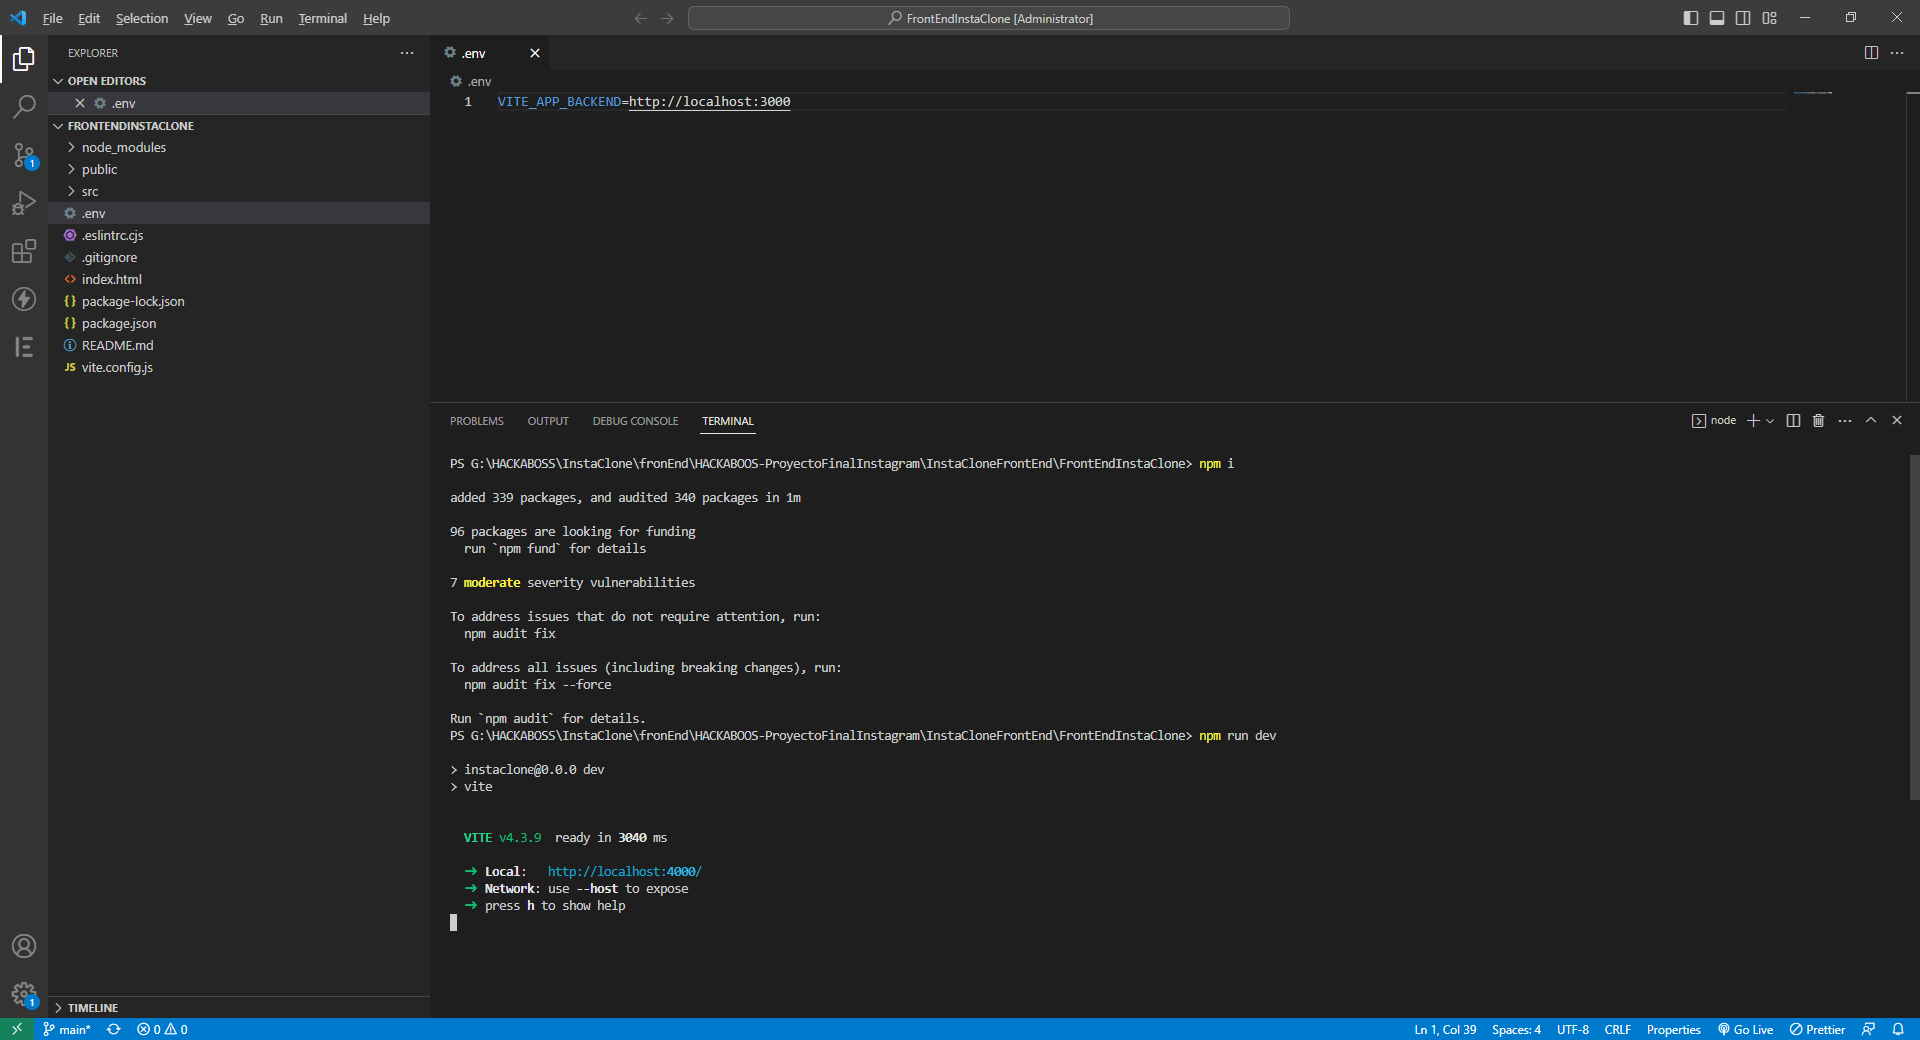 File Edit Selection View Go Run Terminal Help
FrontEndInstaClone [Administrator]
EXPLORER
OPEN EDITORS
.env
FRONTENDINSTACLONE
node_modules
public
src
.env
.eslintrc.cjs
.gitignore
index.html
package-lock.json
package.json
README.md
JS vite.config.js
TIMELINE
1
1
.env
.env
1 VITE_APP_BACKEND=http://localhost:3000
PROBLEMS OUTPUT DEBUG CONSOLE TERMINAL
node
PS G:\HACKABOSS\InstaClone\fronEnd\HACKABOOS-ProyectoFinalInstagram\InstaCloneFrontEnd\FrontEndInstaClone> npm i
added 339 packages, and audited 340 packages in 1m
96 packages are looking for funding
run `npm fund` for details
7 moderate severity vulnerabilities
To address issues that do not require attention, run:
npm audit fix
To address all issues (including breaking changes), run:
npm audit fix --force
Run `npm audit` for details.
PS G:\HACKABOSS\InstaClone\fronEnd\HACKABOOS-ProyectoFinalInstagram\InstaCloneFrontEnd\FrontEndInstaClone> npm run dev
> instaclone@0.0.0 dev
> vite
VITE v4.3.9 ready in 3040 ms
➜ Local: http://localhost:4000/
➜ Network: use --host to expose
➜ press h to show help
main* 0 0
Ln 1, Col 39 Spaces: 4 UTF-8 CRLF Properties Go Live Prettier